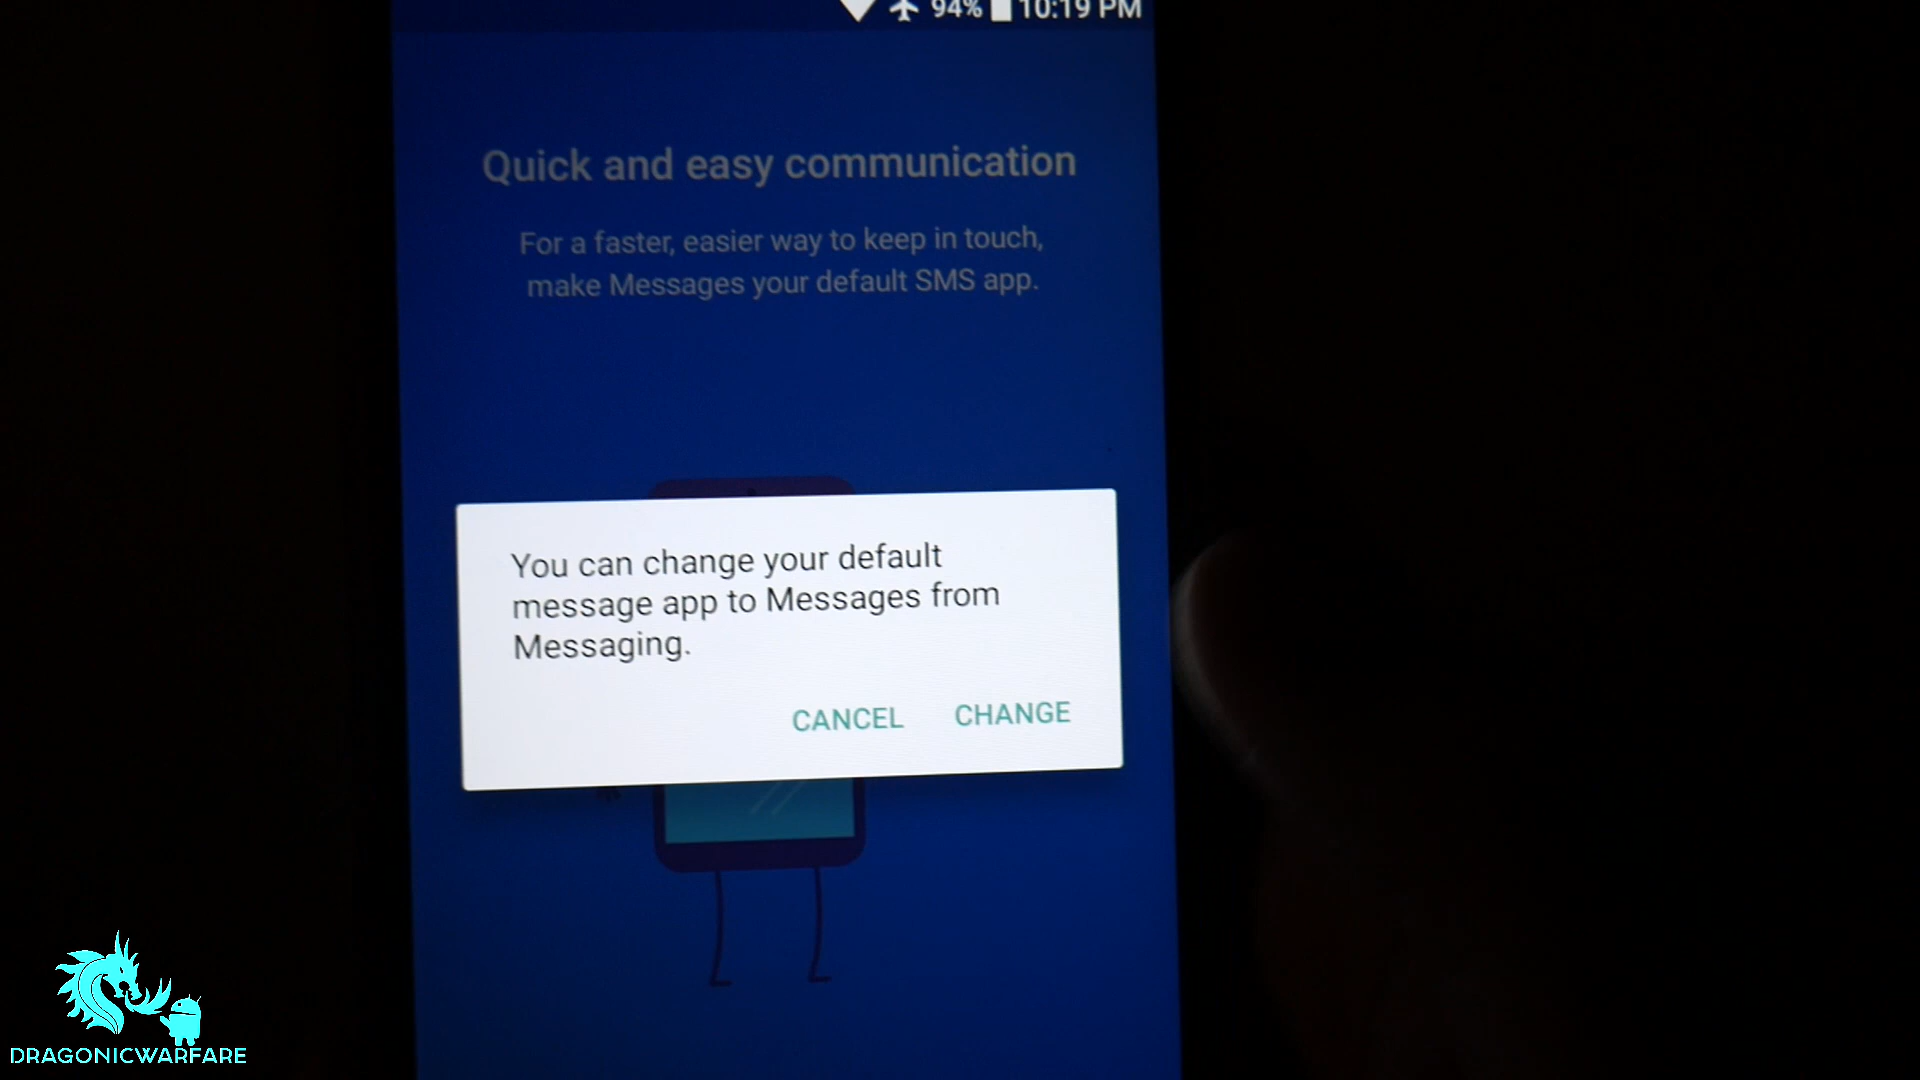 94% 10:19 PM
Quick and easy communication
For a faster, easier way to keep in touch,
make Messages your default SMS app.
You can change your default
message app to Messages from
Messaging.
CANCEL CHANGE
DRAGONICWARFARE